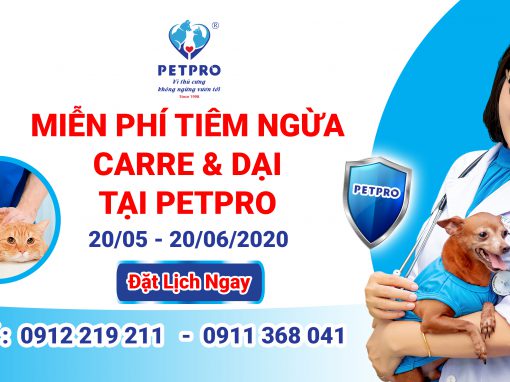 PETPRO
Vì thú cưng
không ngừng vươn tới
Since 1998
MIỄN PHÍ TIÊM NGỪA
CARRE & DẠI
TẠI PETPRO
PETPRO
20/05 - 20/06/2020
Đặt Lịch Ngay
: 0912 219 211 - 0911 368 041